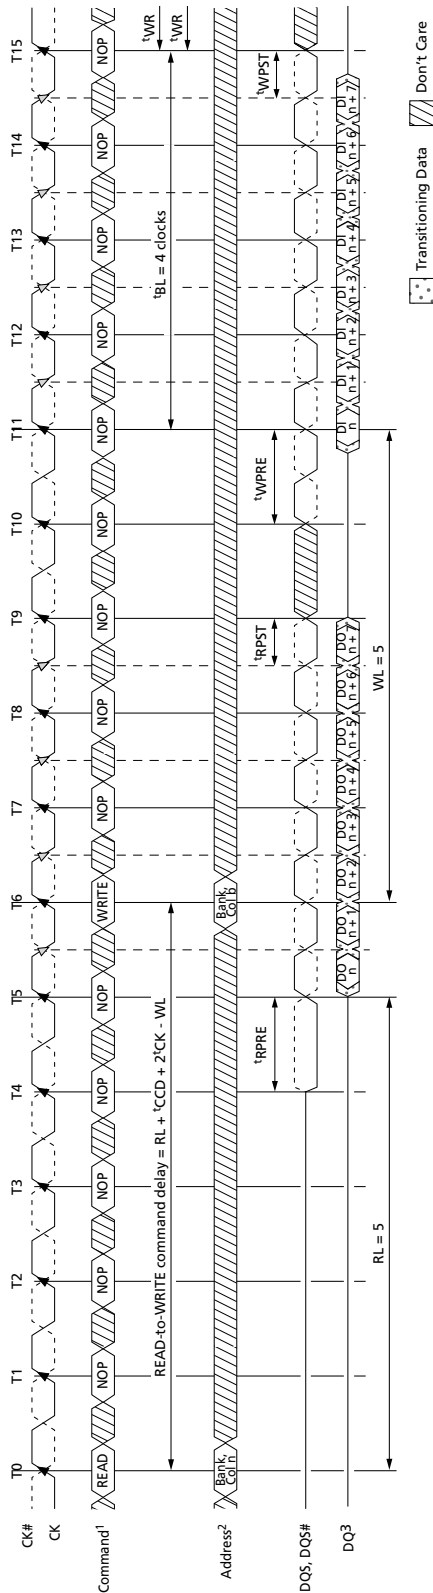 T0 T1 T2 T3 T4 T5 T6 T7 T8 T9 T10 T11 T12 T13 T14 T15
CK#
CK
Command1 READ NOP NOP NOP NOP NOP WRITE NOP NOP NOP NOP NOP NOP NOP NOP NOP
tWR
tWR
READ-to-WRITE command delay = RL + tCCD + 2tCK - WL
tBL = 4 clocks
Address2 Bank, Col n Bank, Col b
tRPRE tRPST tWPRE tWPST
DQS, DQS#
DQ3 DO n DO n + 1 DO n + 2 DO n + 3 DO n + 4 DO n + 5 DO n + 6 DO n + 7 DI n DI n + 1 DI n + 2 DI n + 3 DI n + 4 DI n + 5 DI n + 6 DI n + 7
RL = 5 WL = 5
Transitioning Data Don't Care